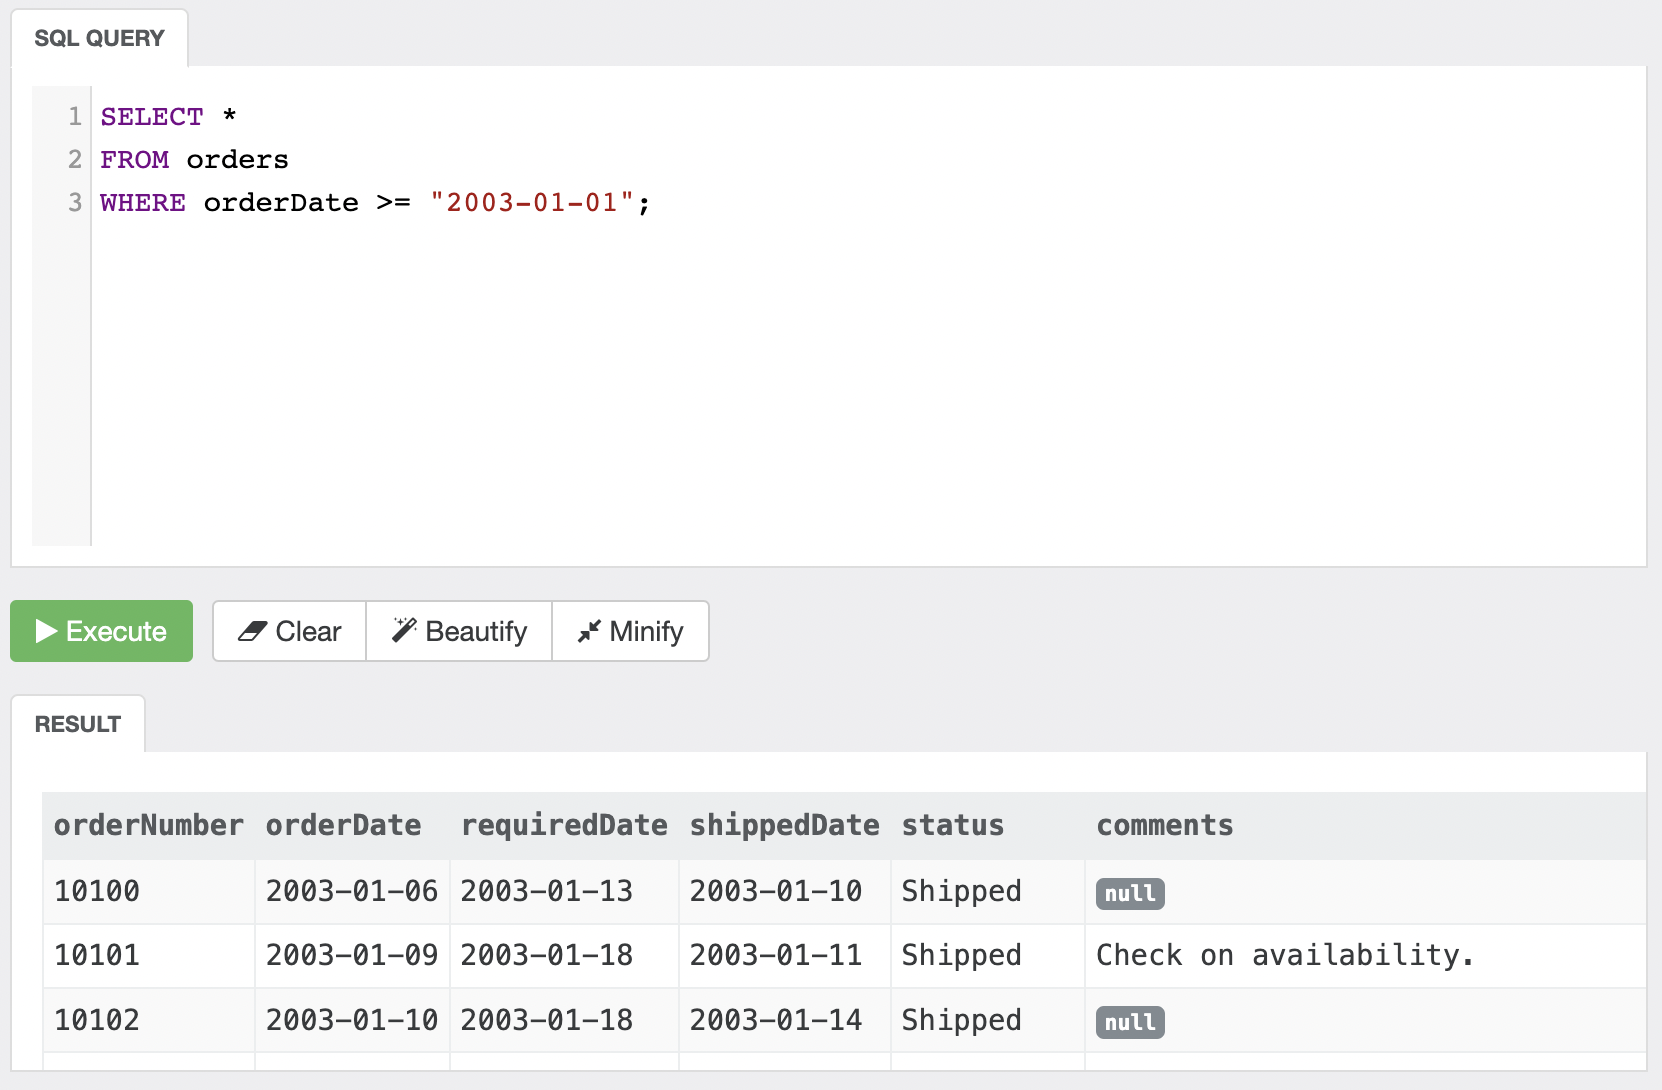 SQL QUERY
1 SELECT *
2 FROM orders
3 WHERE orderDate >= "2003-01-01";
Execute Clear Beautify Minify
RESULT
orderNumber orderDate requiredDate shippedDate status comments
10100 2003-01-06 2003-01-13 2003-01-10 Shipped null
10101 2003-01-09 2003-01-18 2003-01-11 Shipped Check on availability.
10102 2003-01-10 2003-01-18 2003-01-14 Shipped null